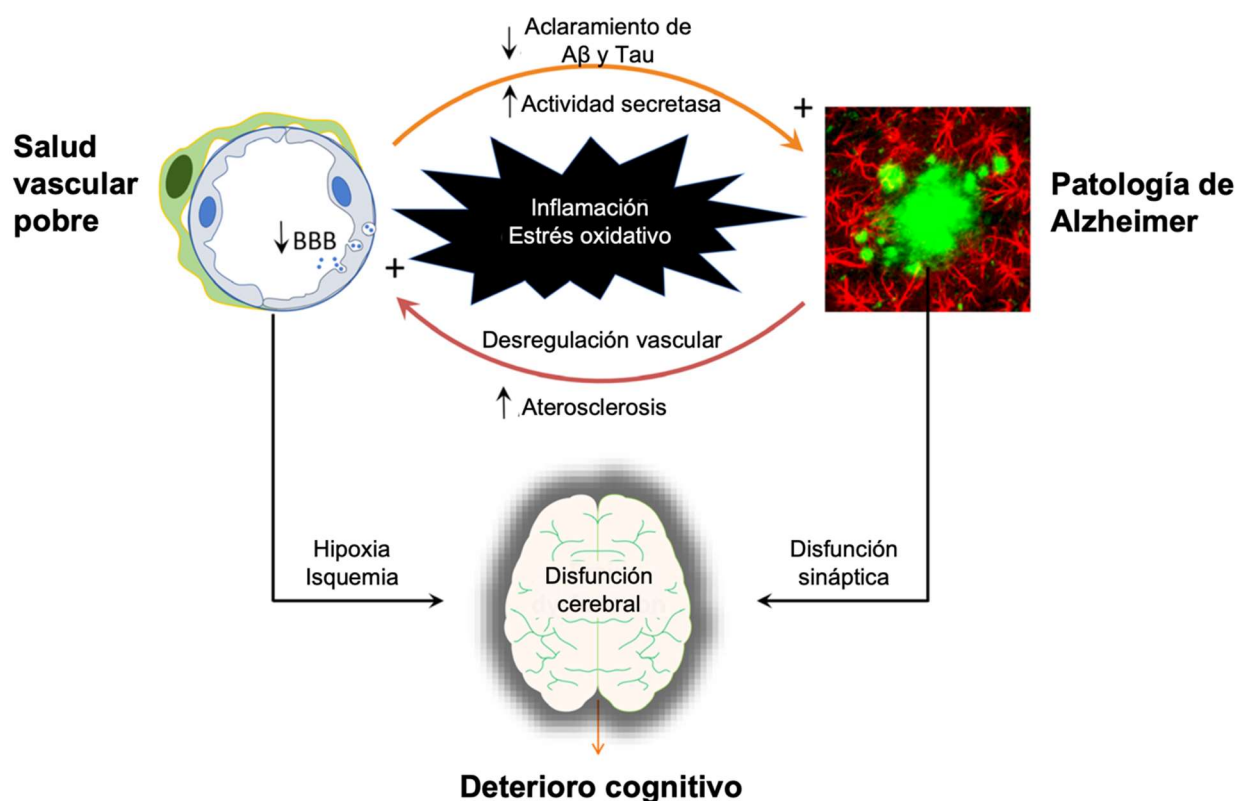 ↓ Aclaramiento de
Aβ y Tau
↑ Actividad secretasa
+
Salud
vascular
pobre
↓ BBB
Inflamación
Estrés oxidativo
+
Patología de
Alzheimer
Desregulación vascular
↑ Aterosclerosis
Hipoxia
Isquemia
Disfunción
cerebral
Disfunción
sináptica
Deterioro cognitivo